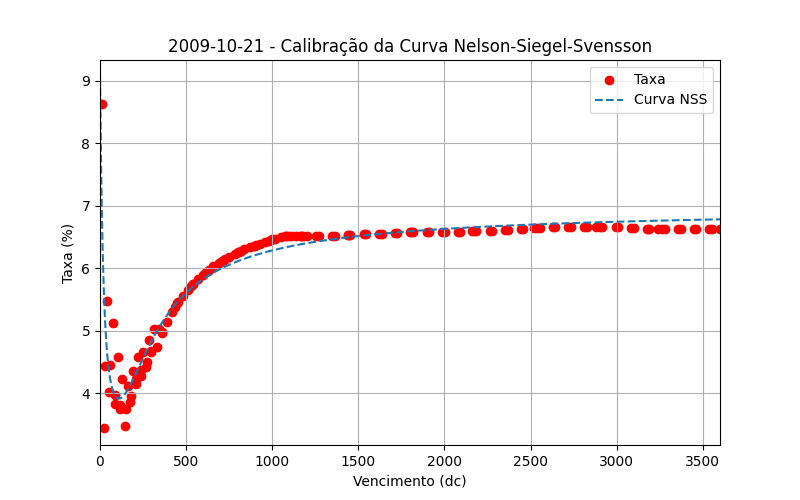 2009-10-21 - Calibração da Curva Nelson-Siegel-Svensson
Taxa
Curva NSS
Taxa (%)
9
8
7
6
5
4
0 500 1000 1500 2000 2500 3000 3500
Vencimento (dc)